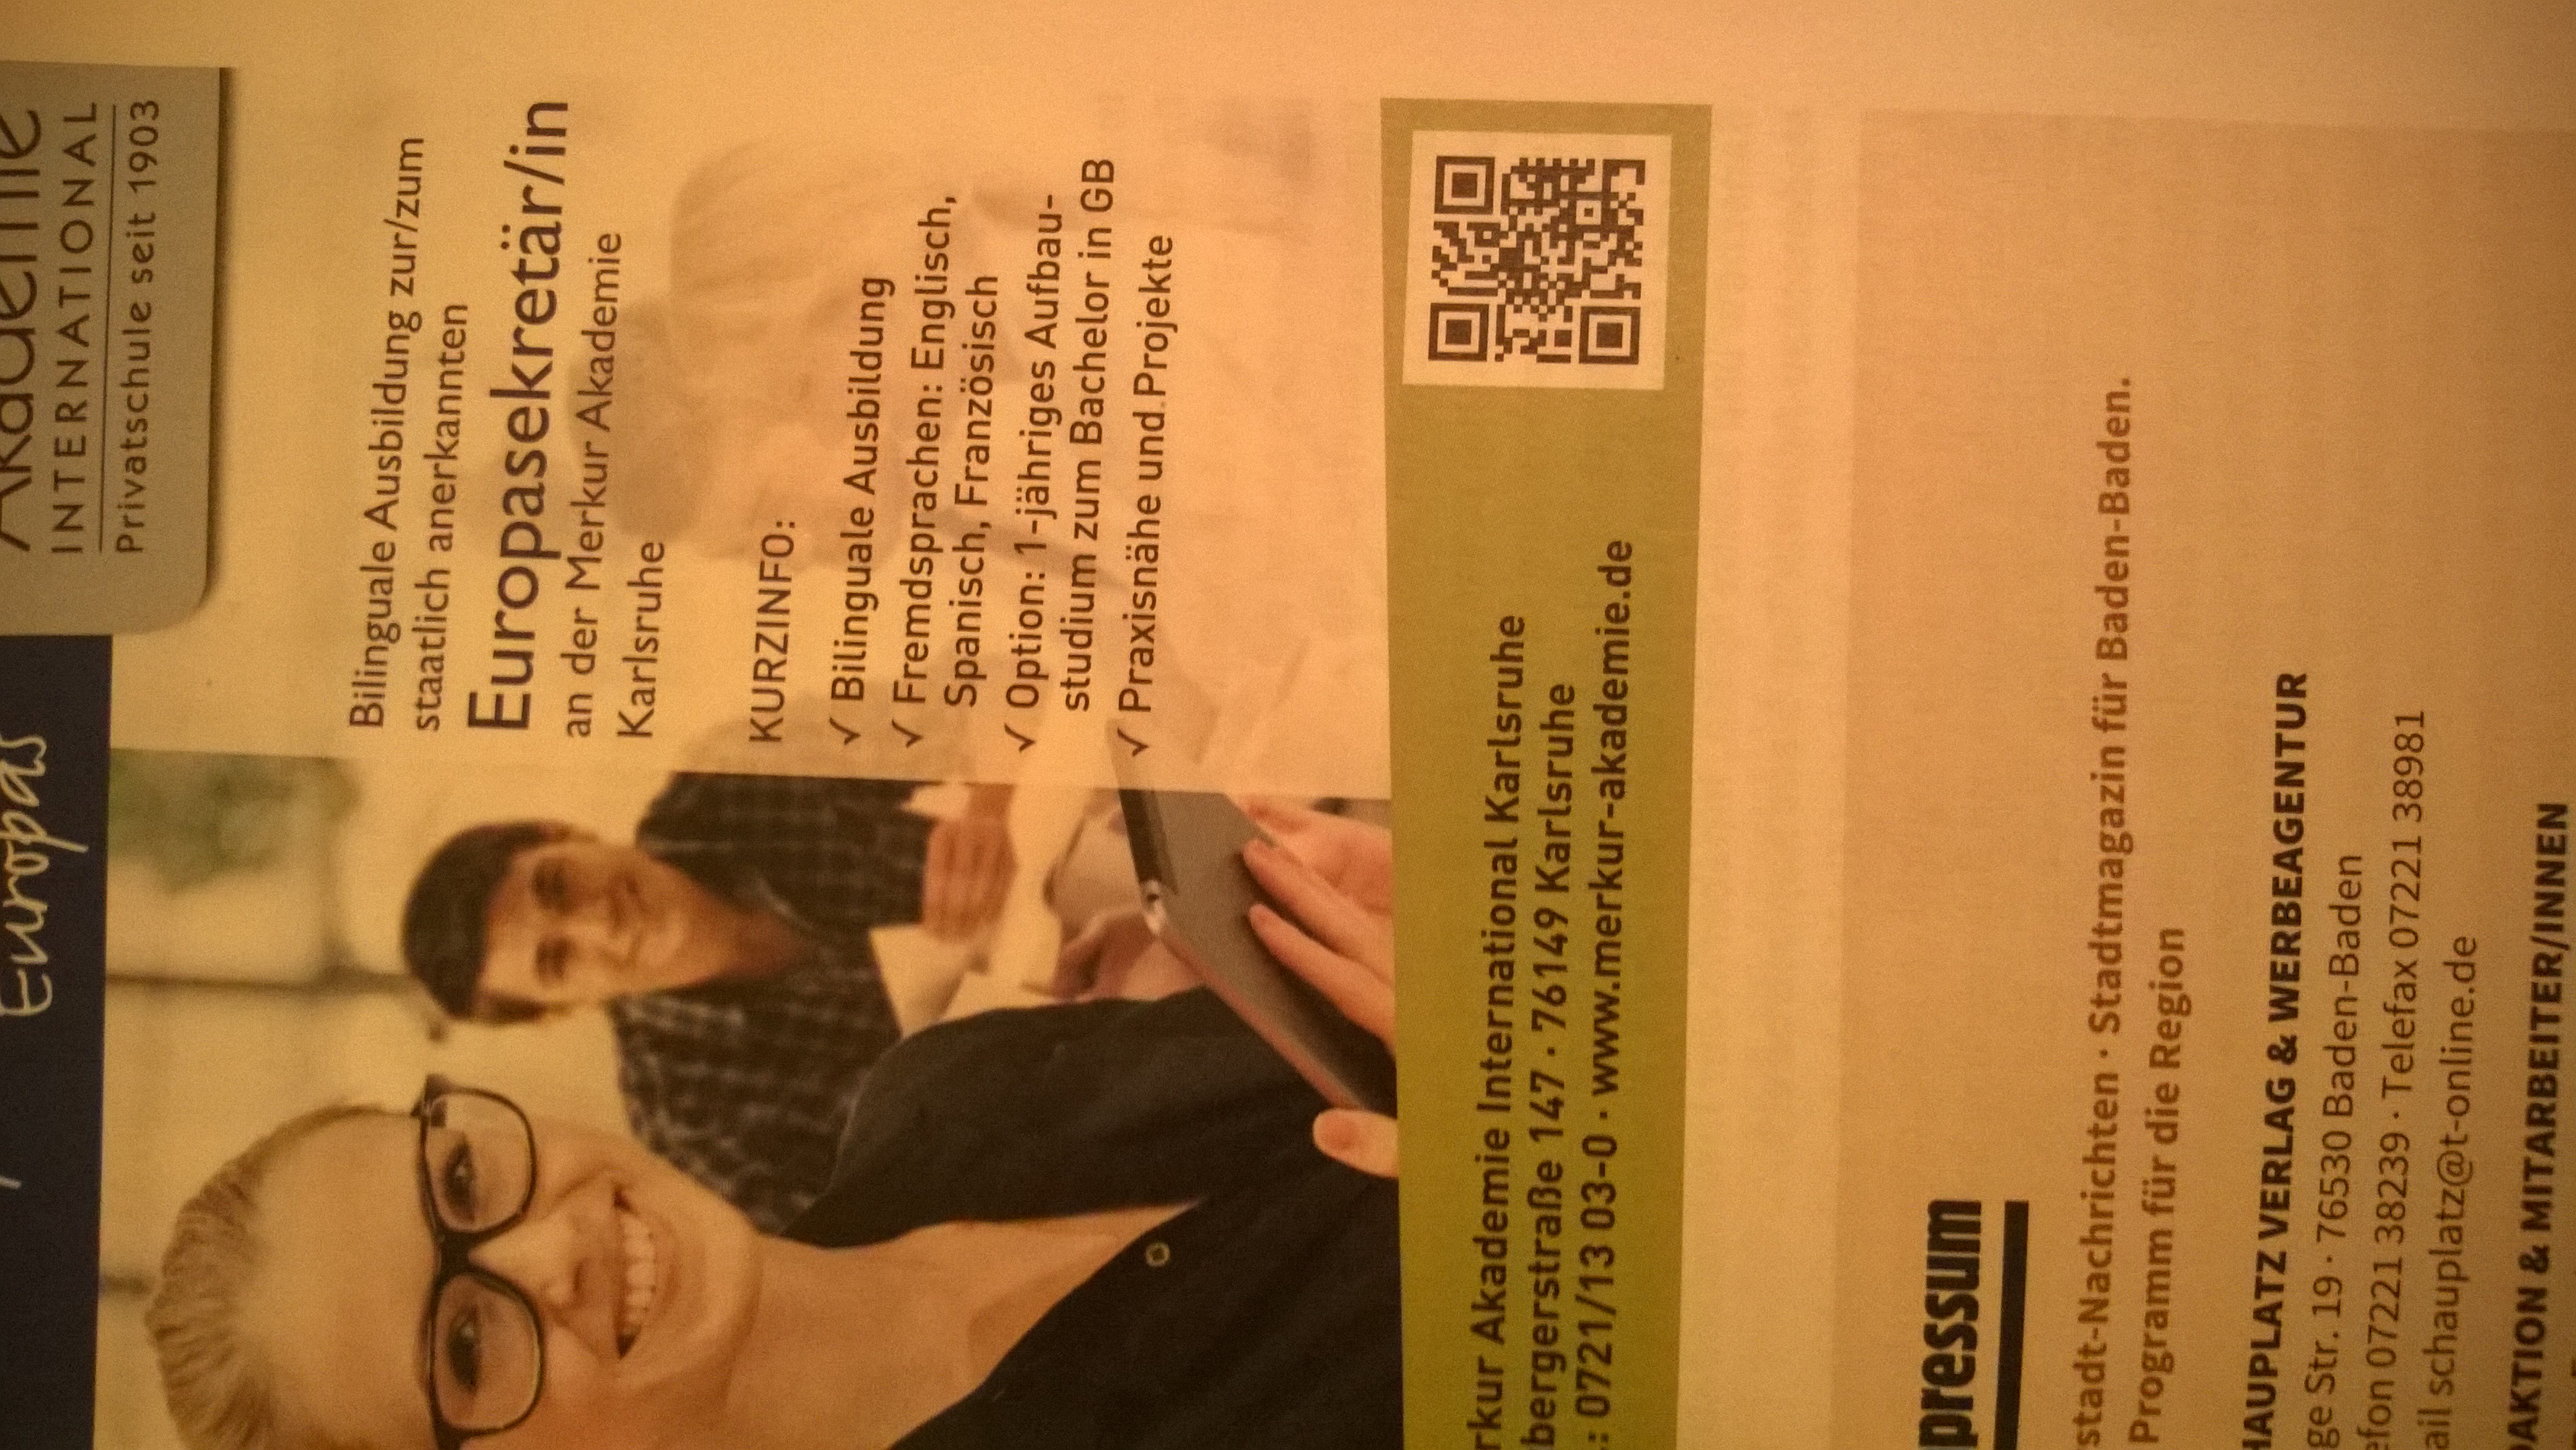 Akademie
INTERNATIONAL
Privatschule seit 1903
Europas
Bilinguale Ausbildung zur/zum
staatlich anerkannten
Europasekretär/in
an der Merkur Akademie
Karlsruhe
KURZINFO:
✓ Bilinguale Ausbildung
✓ Fremdsprachen: Englisch,
Spanisch, Französisch
✓ Option: 1-jähriges Aufbau-
studium zum Bachelor in GB
✓ Praxisnähe und Projekte
rkur Akademie International Karlsruhe
bergerstraße 147 · 76149 Karlsruhe
.: 0721/13 03-0 · www.merkur-akademie.de
pressum
stadt-Nachrichten · Stadtmagazin für Baden-Baden.
Programm für die Region
HAUPLATZ VERLAG & WERBEAGENTUR
ge Str. 19 · 76530 Baden-Baden
efon 07221 38239 · Telefax 07221 38981
ail schauplatz@t-online.de
AKTION & MITARBEITER/INNEN